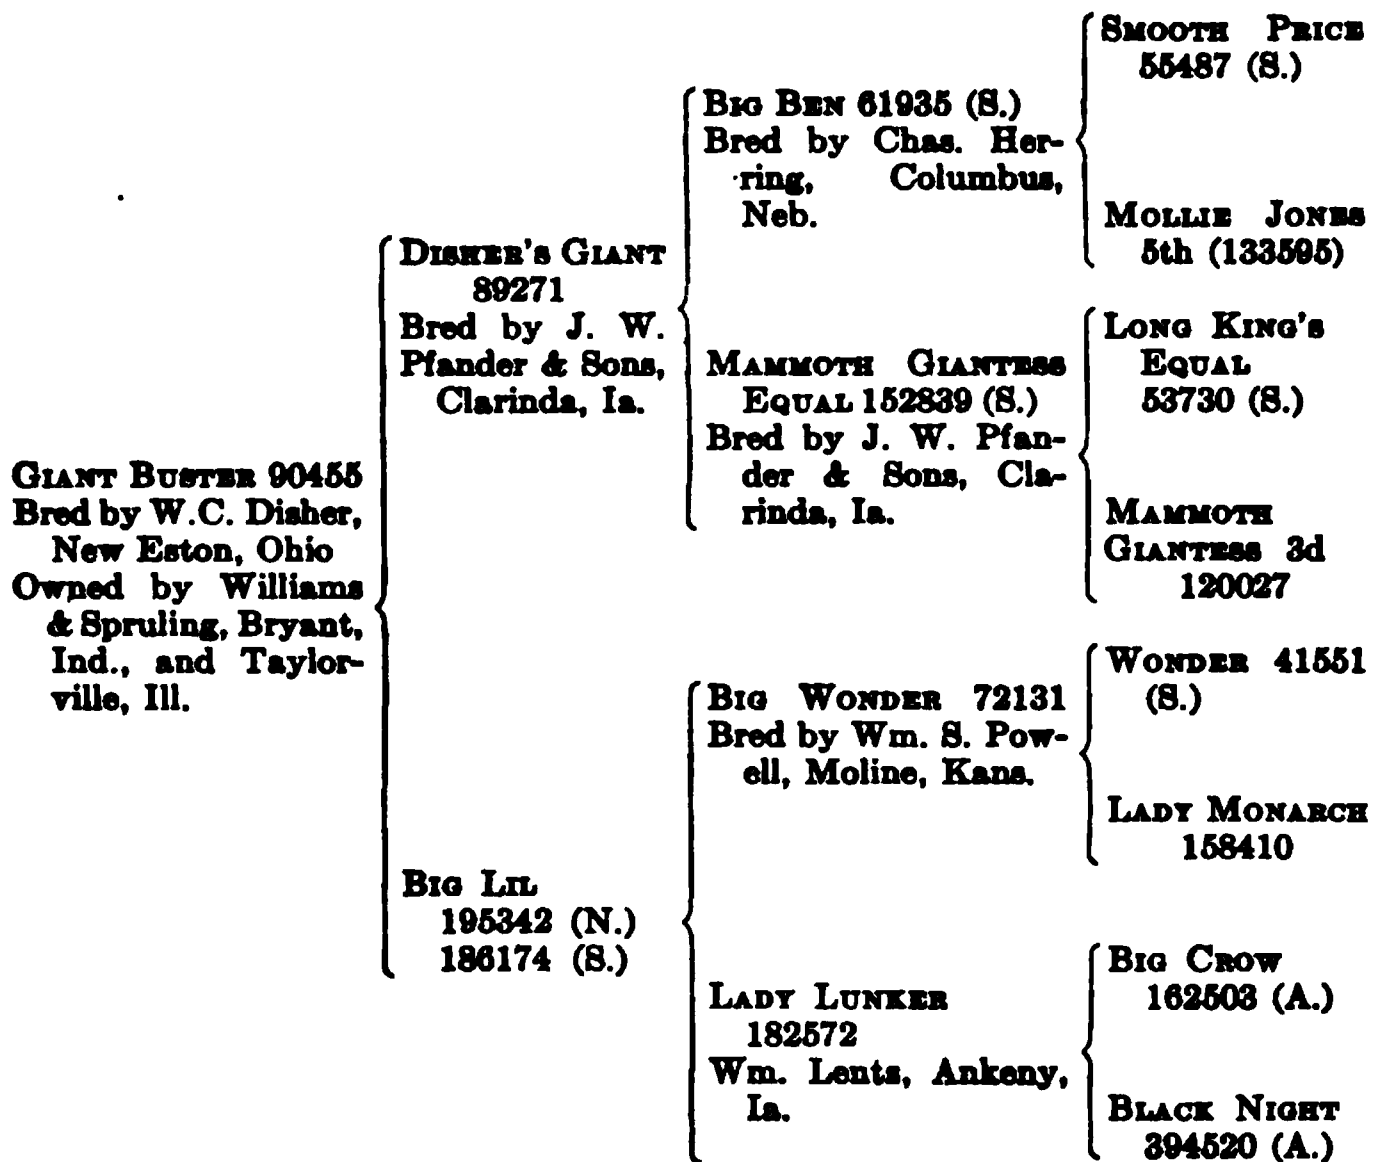 GIANT BUSTER 90455
Bred by W.C. Disher,
New Eston, Ohio
Owned by Williams
& Spruling, Bryant,
Ind., and Taylor-
ville, Ill.
DISHER'S GIANT
89271
Bred by J. W.
Pfander & Sons,
Clarinda, Ia.
BIG LIL
195342 (N.)
186174 (S.)
BIG BEN 61935 (S.)
Bred by Chas. Her-
ring, Columbus,
Neb.
MAMMOTH GIANTESS
EQUAL 152839 (S.)
Bred by J. W. Pfan-
der & Sons, Cla-
rinda, Ia.
BIG WONDER 72131
Bred by Wm. S. Pow-
ell, Moline, Kans.
LADY LUNKER
182572
Wm. Lents, Ankeny,
Ia.
SMOOTH PRICE
55487 (S.)
MOLLIE JONES
5th (133595)
LONG KING'S
EQUAL
53730 (S.)
MAMMOTH
GIANTESS 3d
120027
WONDER 41551
(S.)
LADY MONARCH
158410
BIG CROW
162503 (A.)
BLACK NIGHT
394520 (A.)